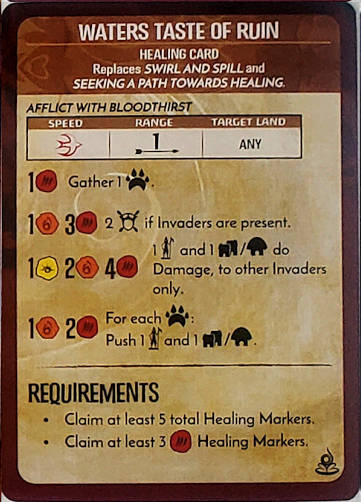 WATERS TASTE OF RUIN
HEALING CARD
Replaces SWIRL AND SPILL and
SEEKING A PATH TOWARDS HEALING.
AFFLICT WITH BLOODTHIRST
SPEED RANGE TARGET LAND
1 ANY
1 Gather 1 .
1 3 2 if Invaders are present.
1 2 4 1 and 1 / do
Damage, to other Invaders
only.
1 2 For each :
Push 1 and 1 / .
REQUIREMENTS
• Claim at least 5 total Healing Markers.
• Claim at least 3 Healing Markers.